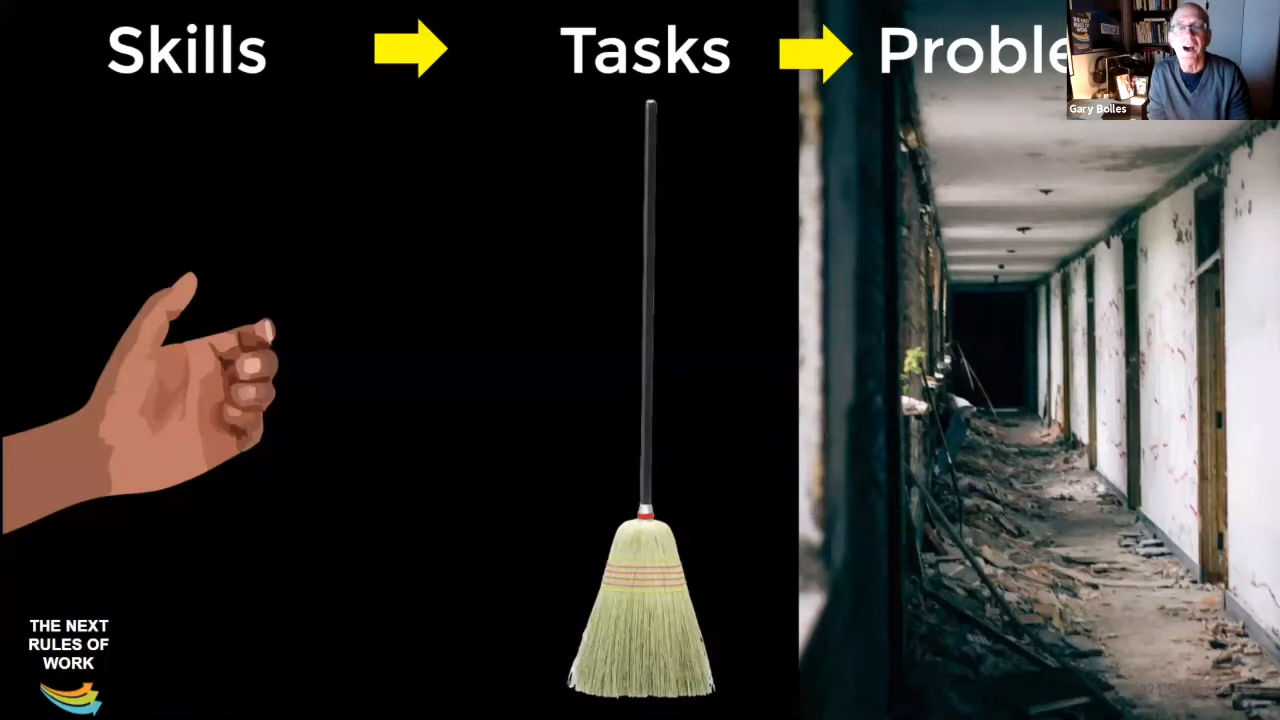 Skills
Tasks
Proble
Gary Bolles
THE NEXT
RULES OF
WORK